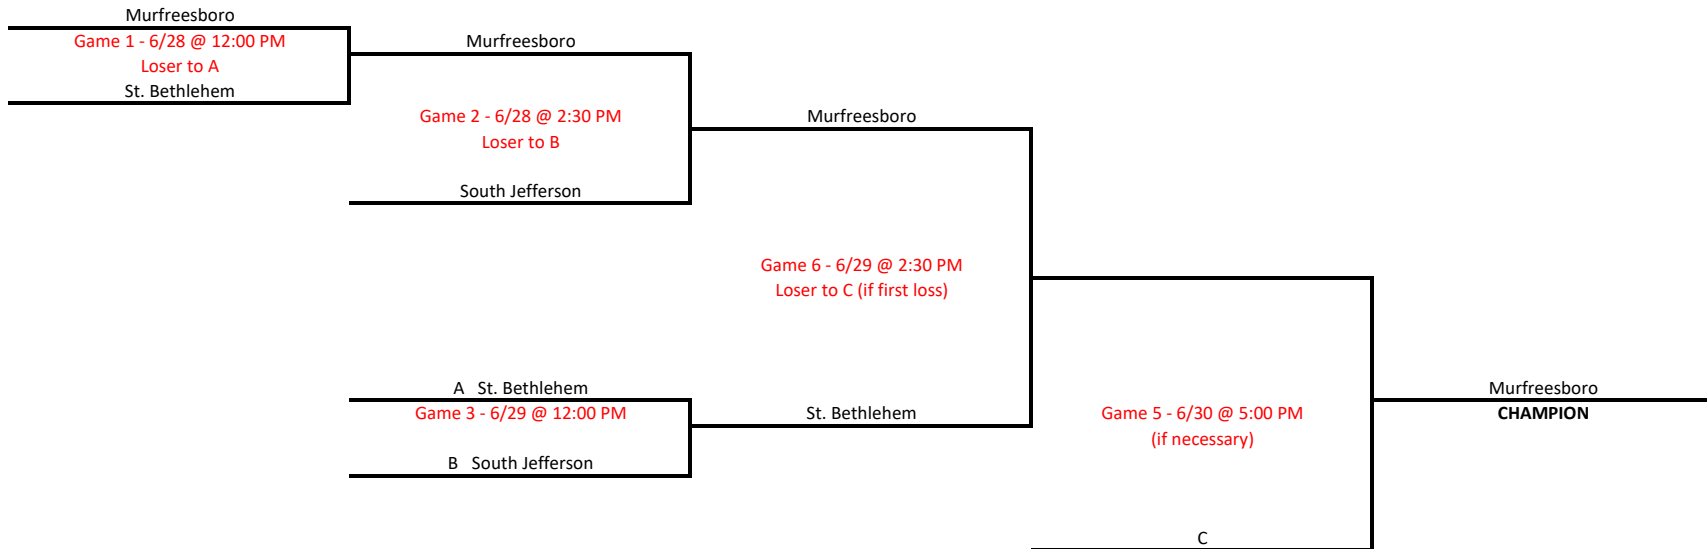 Murfreesboro
Game 1 - 6/28 @ 12:00 PM
Loser to A
St. Bethlehem
Murfreesboro
Game 2 - 6/28 @ 2:30 PM
Loser to B
South Jefferson
Murfreesboro
Game 6 - 6/29 @ 2:30 PM
Loser to C (if first loss)
A St. Bethlehem
Game 3 - 6/29 @ 12:00 PM
B South Jefferson
St. Bethlehem
Game 5 - 6/30 @ 5:00 PM
(if necessary)
C
Murfreesboro
CHAMPION